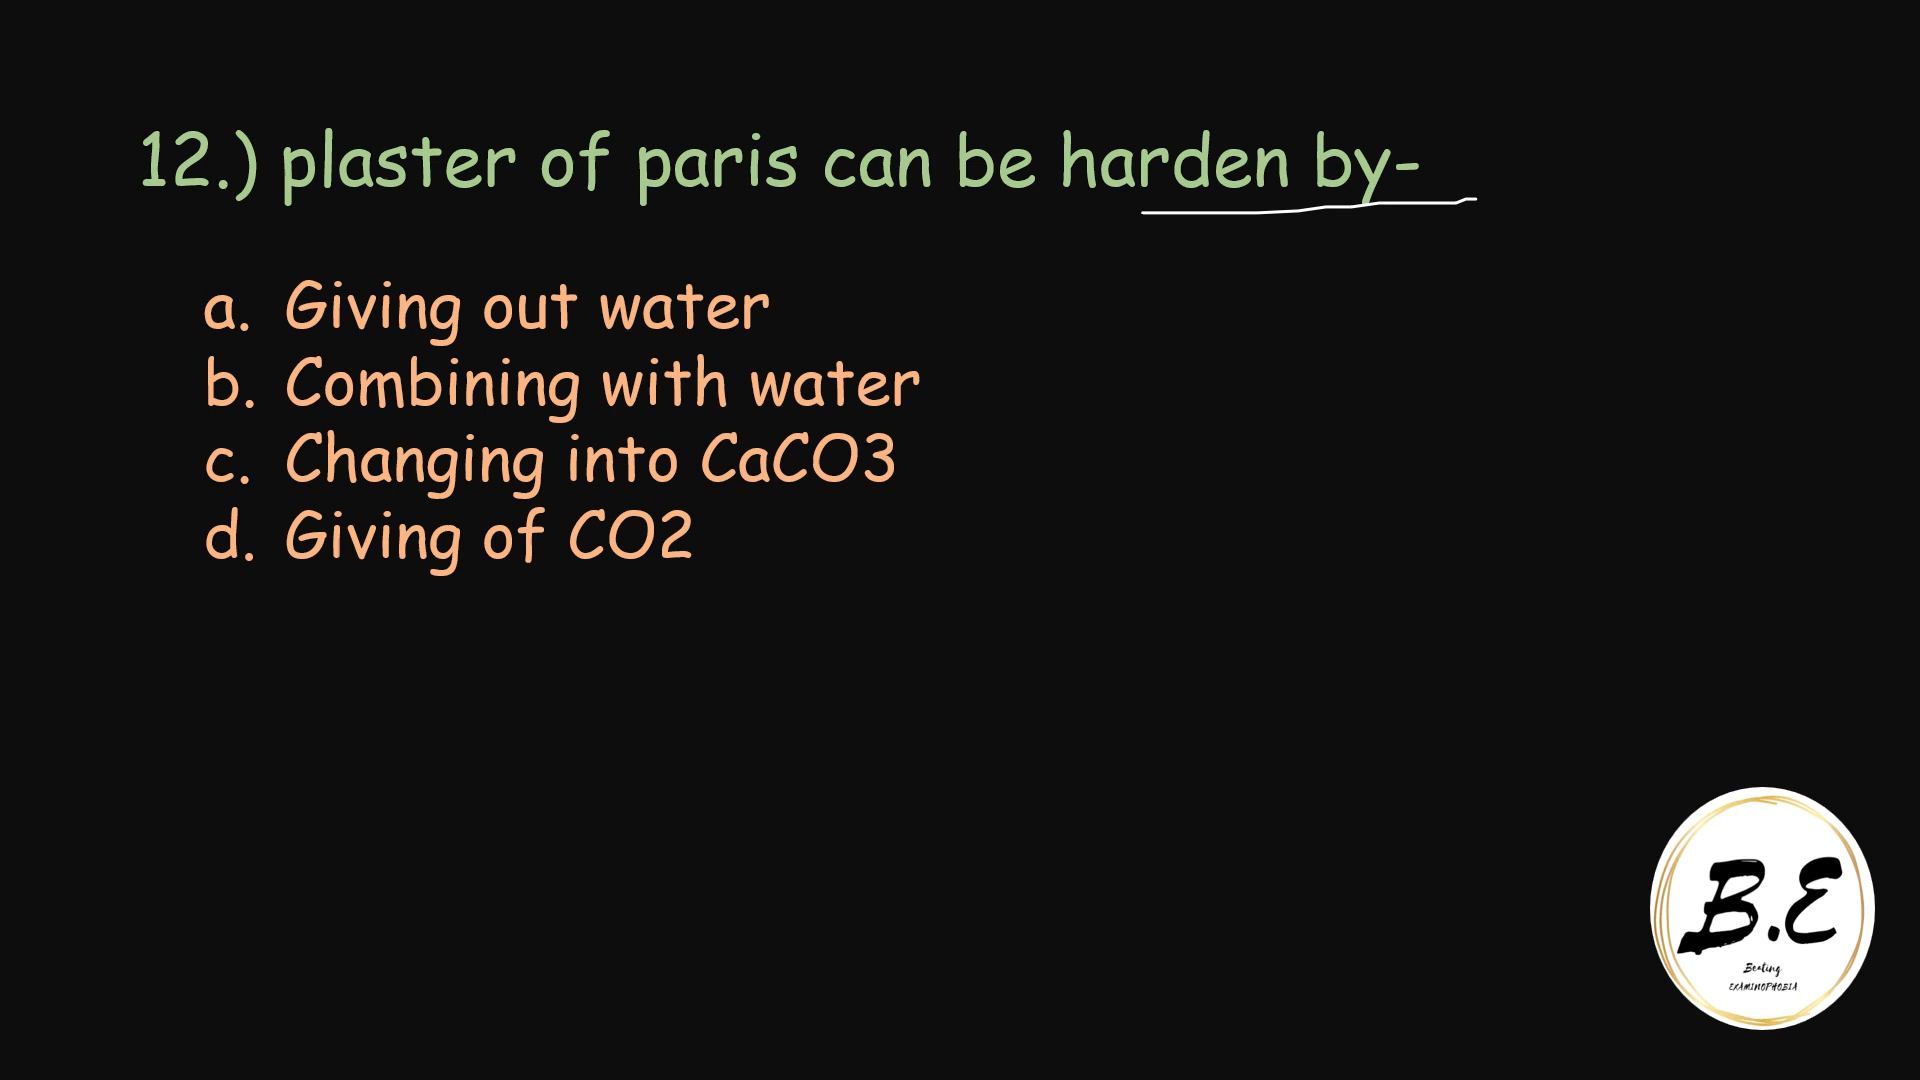 12.) plaster of paris can be harden by-
a. Giving out water
b. Combining with water
c. Changing into CaCO3
d. Giving of CO2
B.E
Beating
EXAMINOPHOBIA